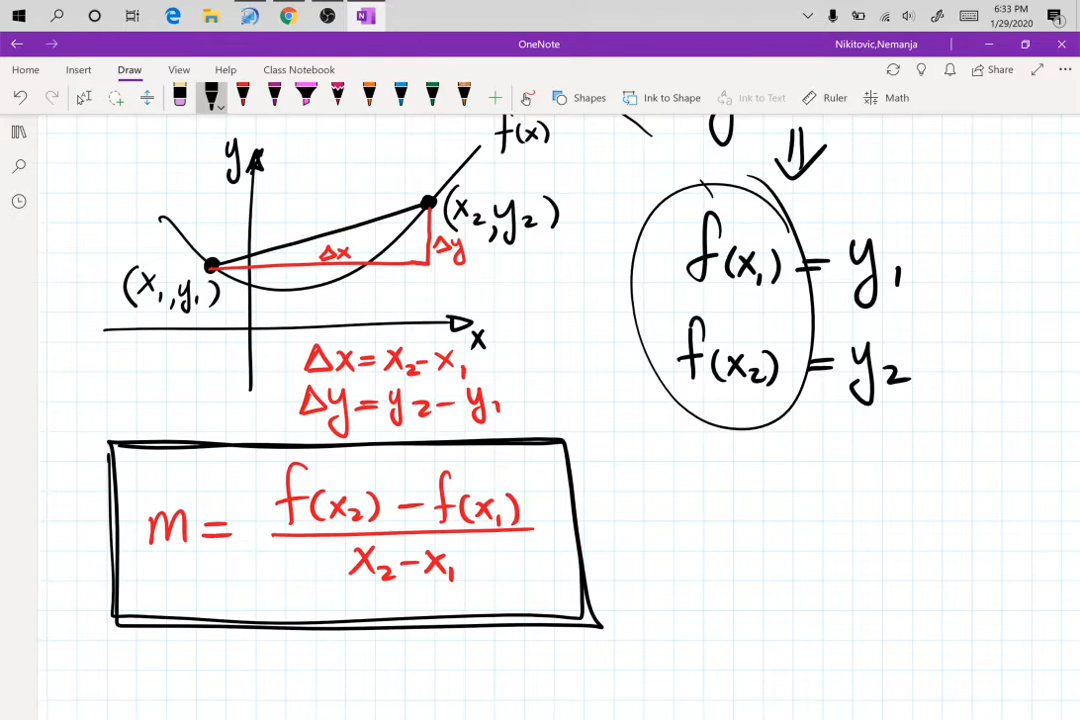 6:33 PM
1/29/2020
OneNote
Nikitovic,Nemanja
Home Insert Draw View Help Class Notebook
Share
Shapes Ink to Shape Ink to Text Ruler Math
y
f(x)
(x₂,y₂)
Δx
Δy
(x₁,y₁)
x
Δx = x₂ - x₁
Δy = y₂ - y₁
m = f(x₂) - f(x₁)
x₂ - x₁
f(x₁) = y₁
f(x₂) = y₂